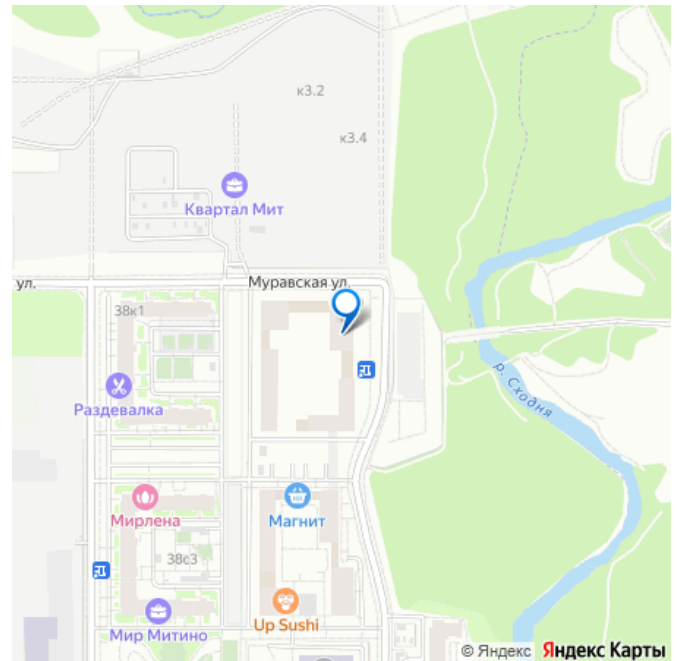 к3.2
к3.4
Квартал Мит
ул.
Муравская ул.
38к1
Раздевалка
р. Сходня
Мирлена
Магнит
38с3
Up Sushi
Мир Митино
© Яндекс Яндекс Карты